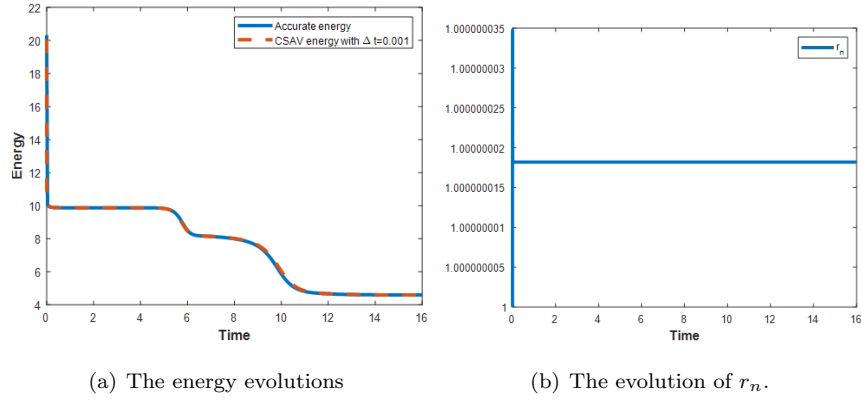 22
20
18
16
14
12
10
8
6
4
Energy
0 2 4 6 8 10 12 14 16
Time
Accurate energy
CSAV energy with Δ t=0.001
(a) The energy evolutions
1.000000035
1.00000003
1.000000025
1.00000002
1.000000015
1.00000001
1.000000005
1
0 2 4 6 8 10 12 14 16
Time
r_n
(b) The evolution of r_n.